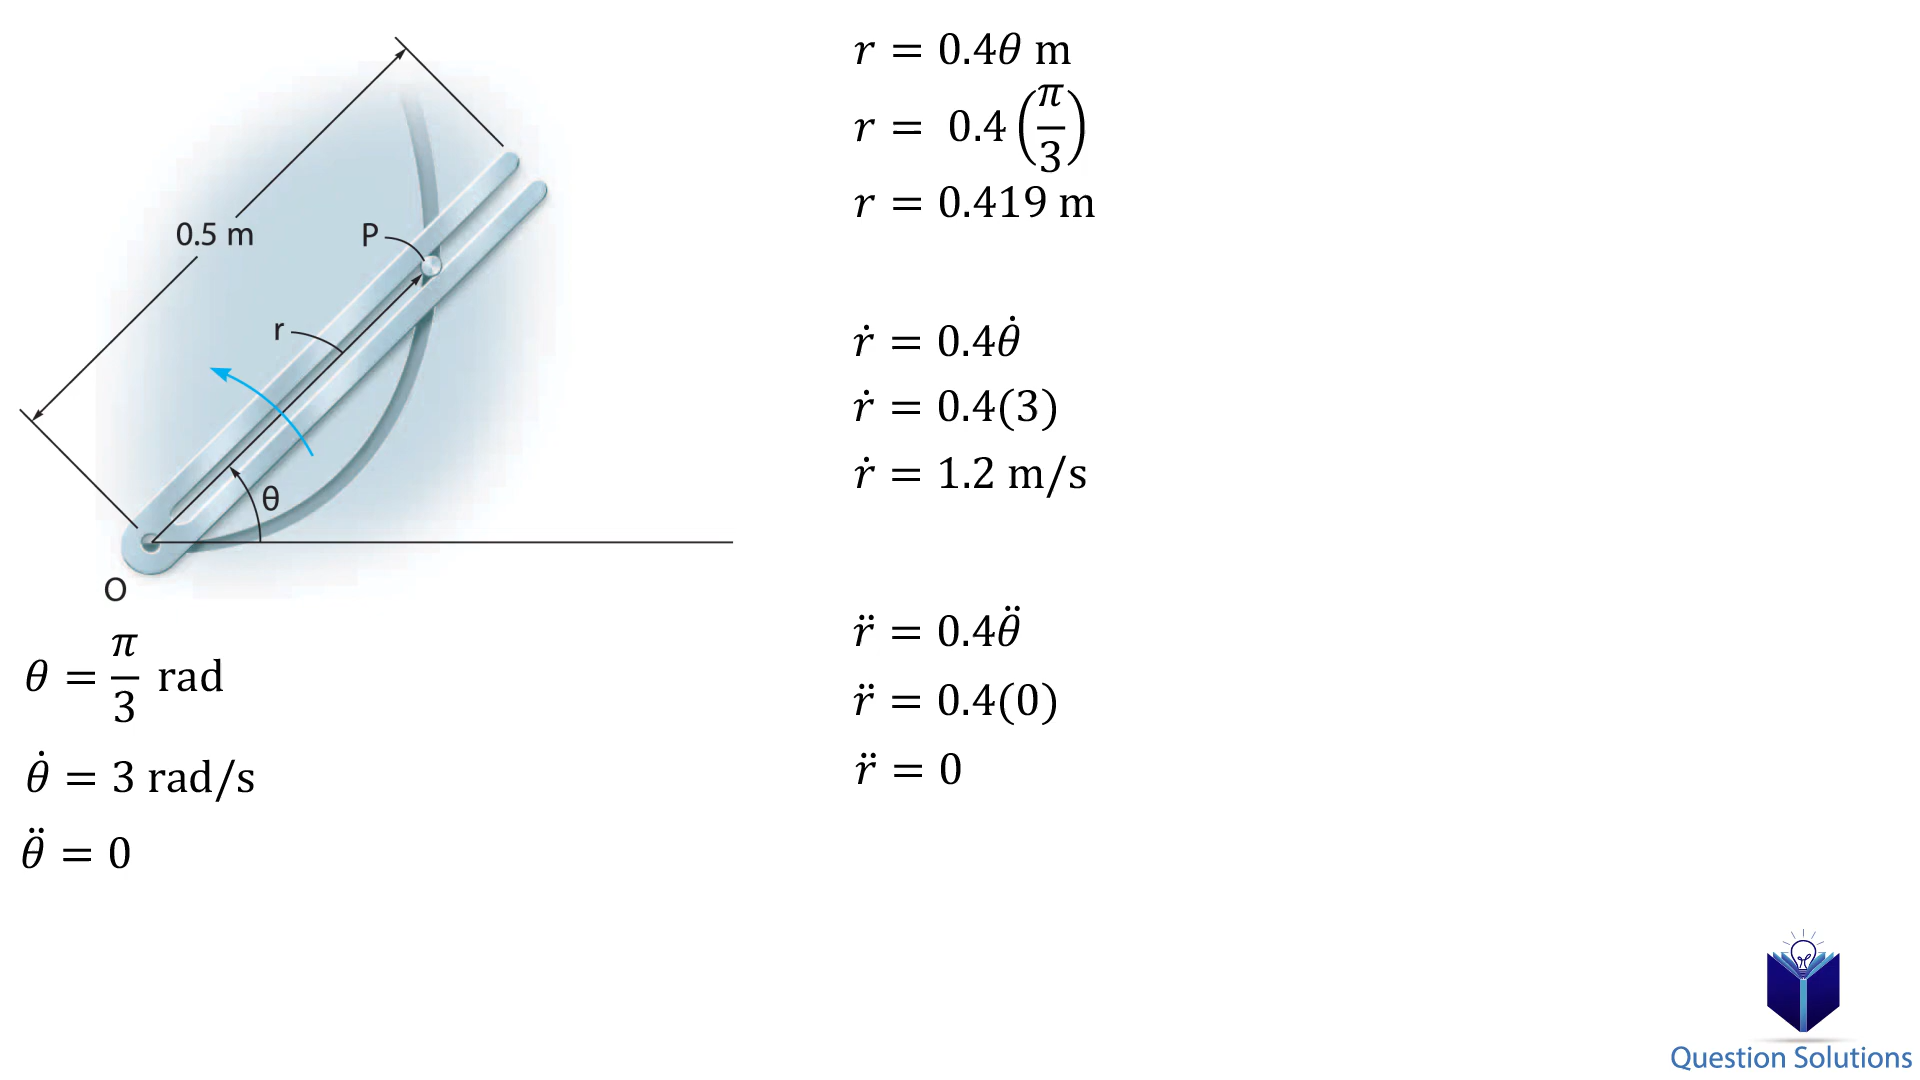 0.5 m
P
r
θ
O
θ = π/3 rad
θ̇ = 3 rad/s
θ̈ = 0
r = 0.4θ m
r = 0.4(π/3)
r = 0.419 m
ṙ = 0.4θ̇
ṙ = 0.4(3)
ṙ = 1.2 m/s
r̈ = 0.4θ̈
r̈ = 0.4(0)
r̈ = 0
Question Solutions